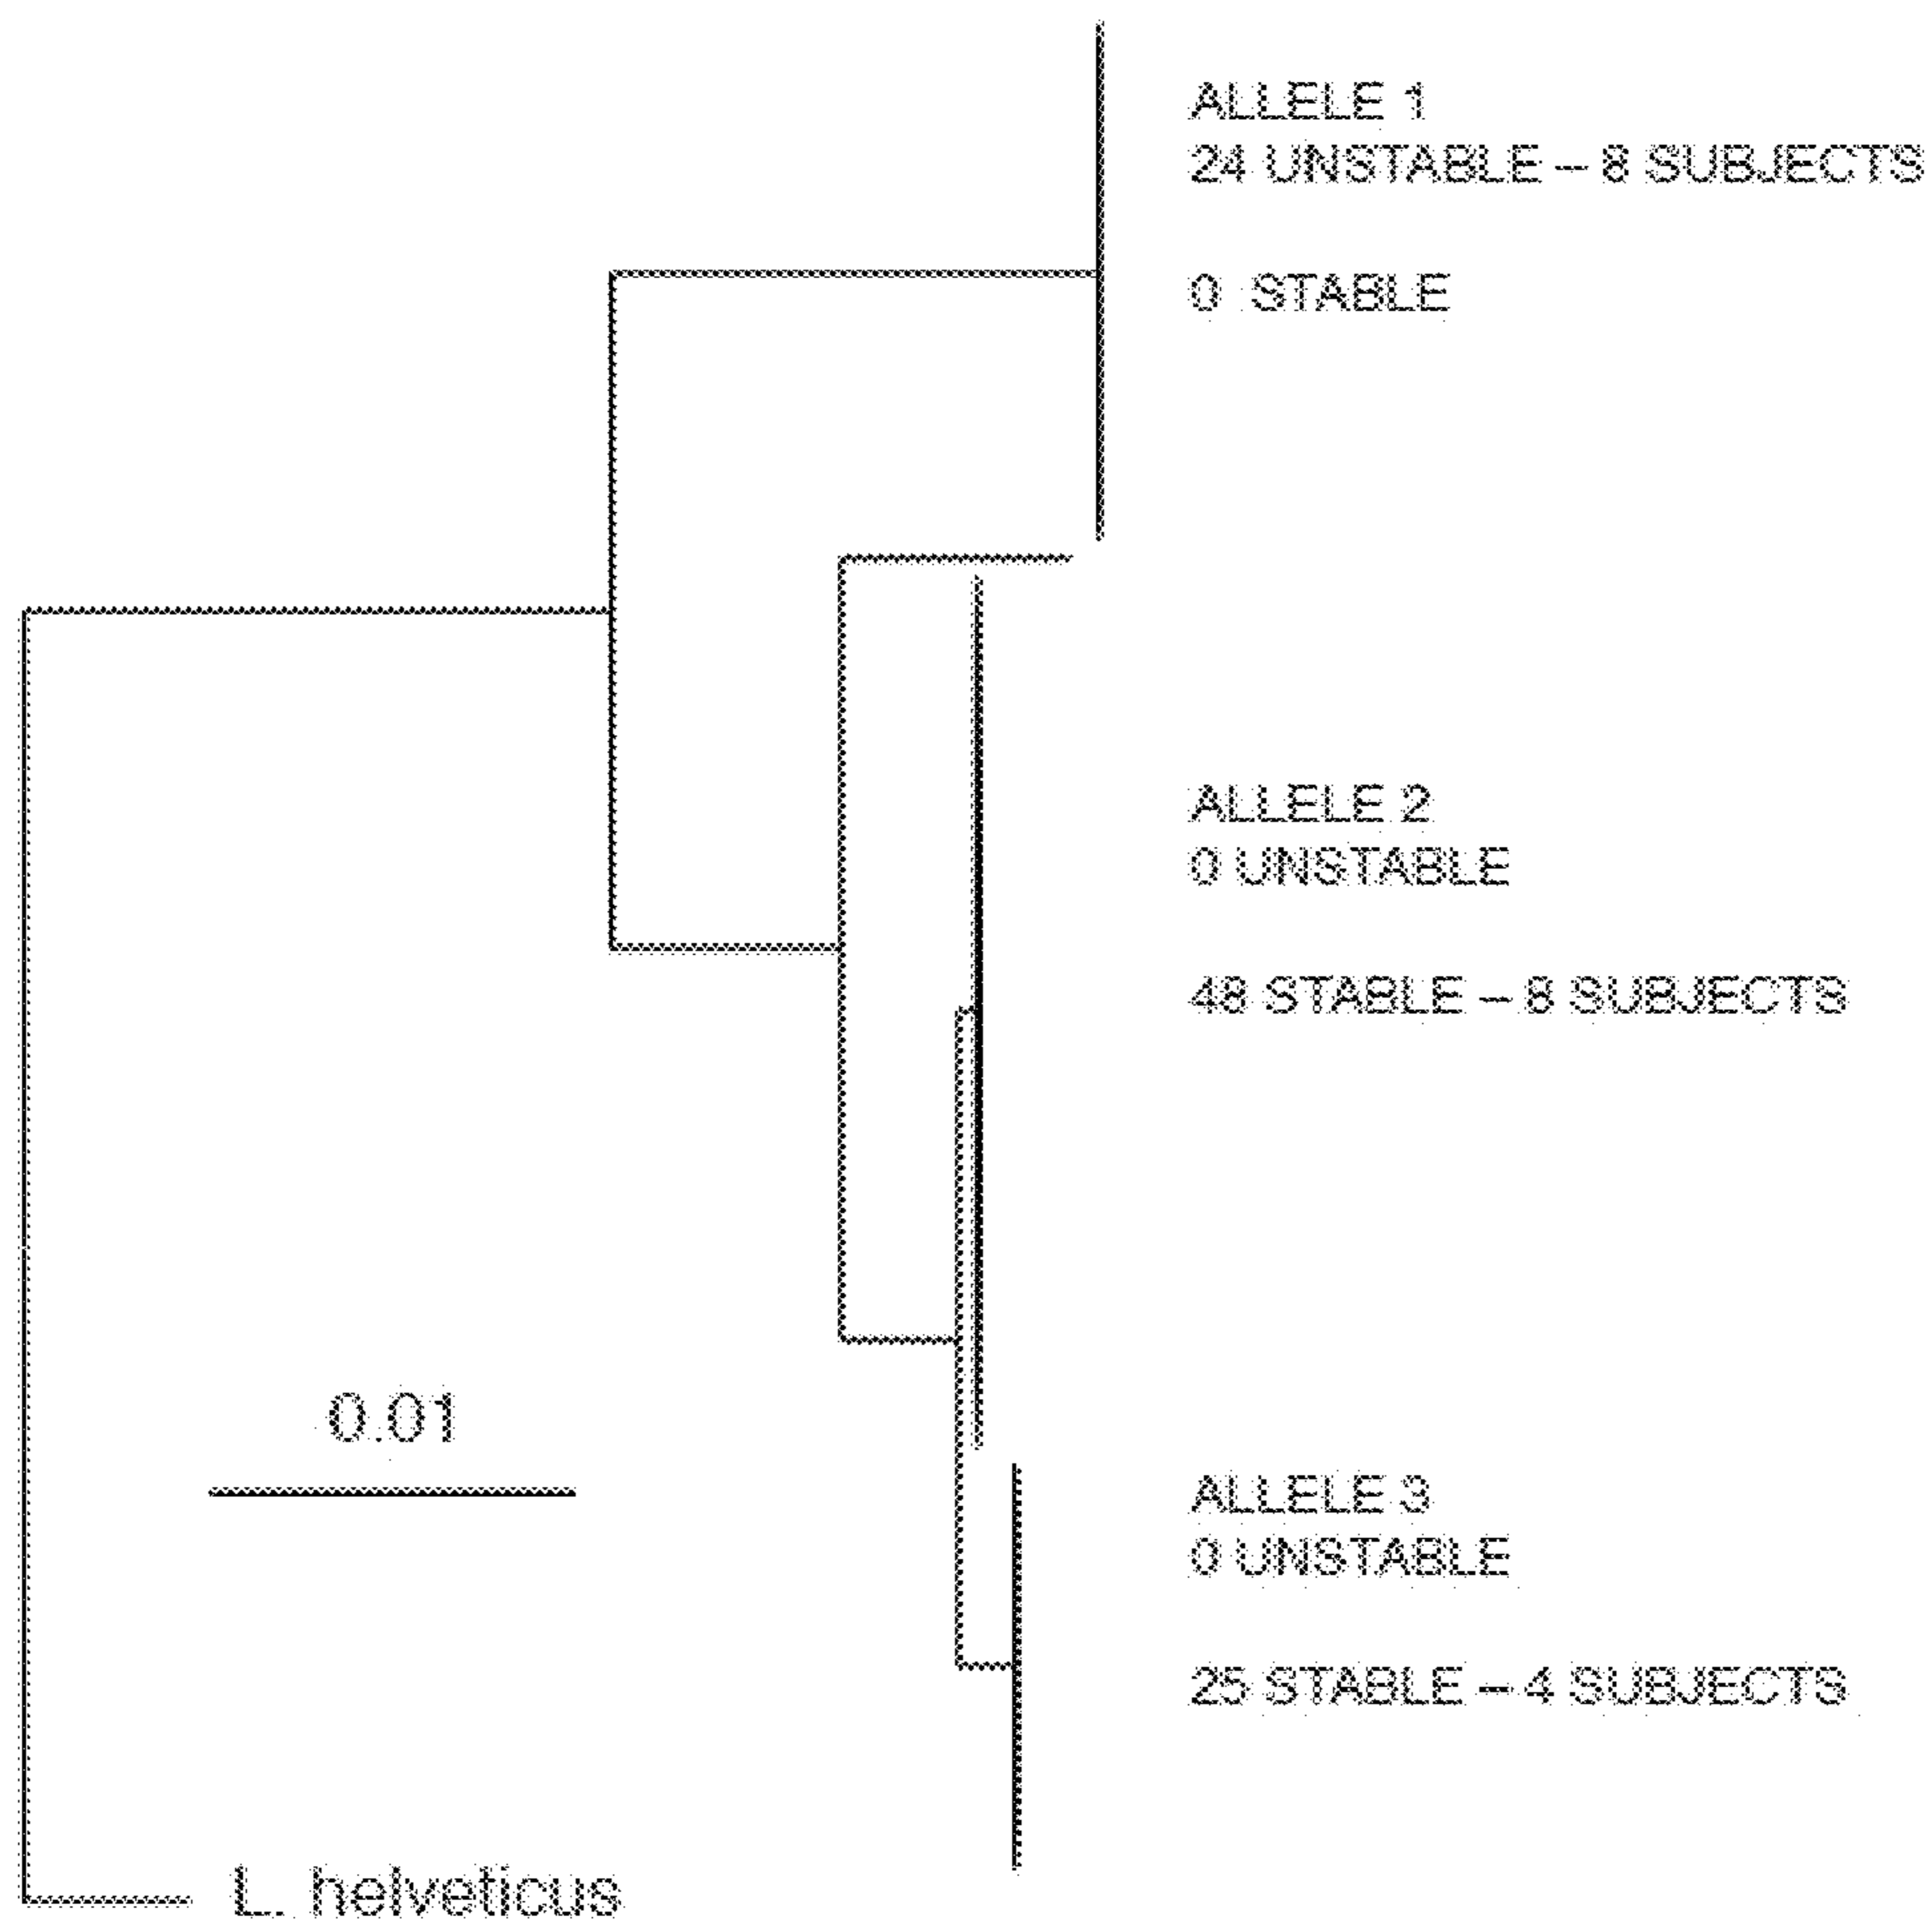 ALLELE 1
24 UNSTABLE – 8 SUBJECTS
0 STABLE
ALLELE 2
0 UNSTABLE
48 STABLE – 8 SUBJECTS
0.01
ALLELE 3
0 UNSTABLE
25 STABLE – 4 SUBJECTS
L. helveticus